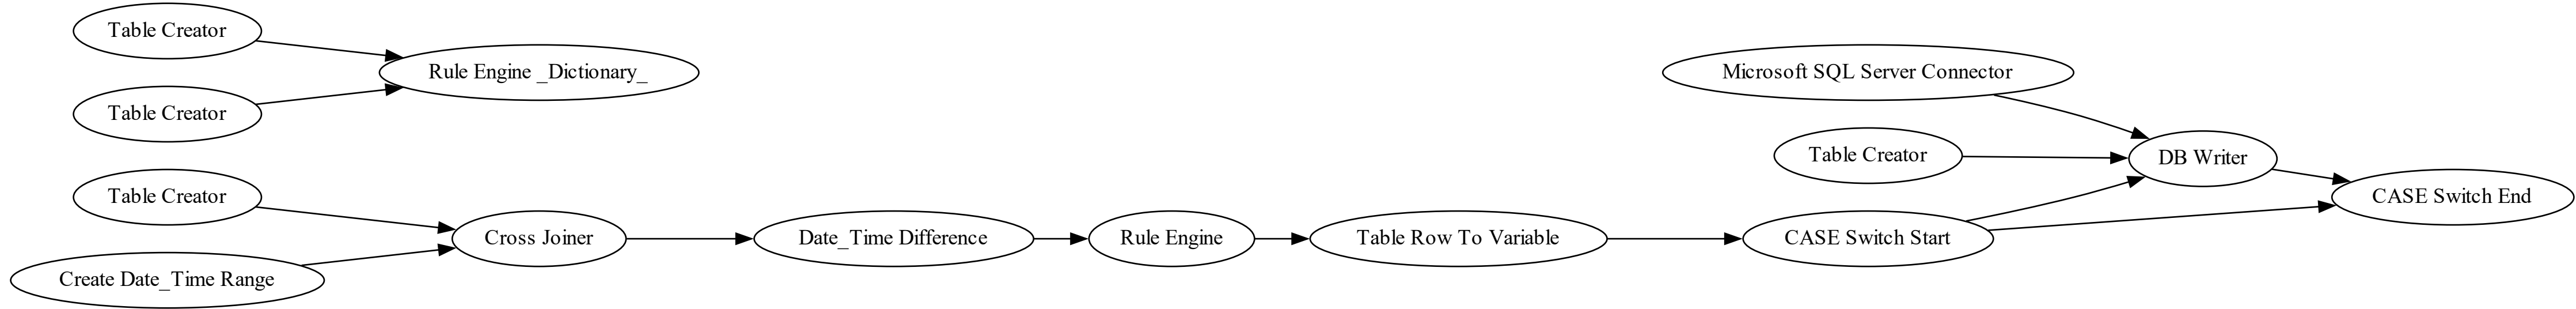 Table Creator
Rule Engine _Dictionary_
Table Creator
Table Creator
Create Date_Time Range
Cross Joiner
Date_Time Difference
Rule Engine
Table Row To Variable
CASE Switch Start
Microsoft SQL Server Connector
Table Creator
DB Writer
CASE Switch End